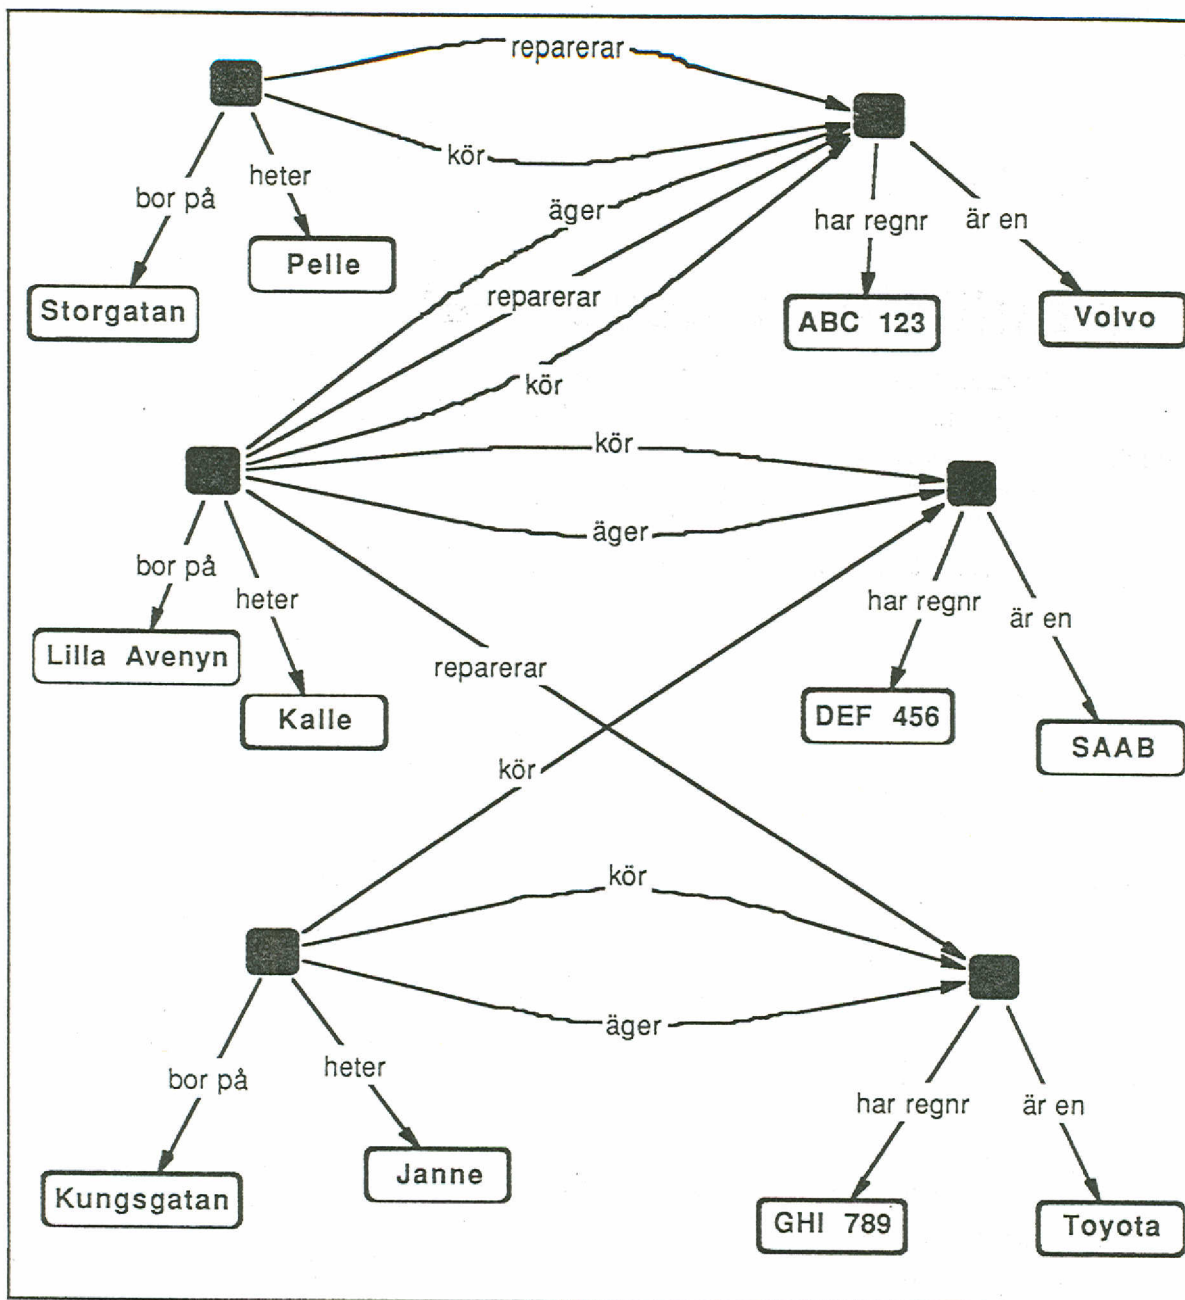 reparerar
kör
heter
bor på
äger
har regnr
är en
Pelle
Storgatan
reparerar
ABC 123
Volvo
kör
kör
äger
bor på
heter
har regnr
är en
Lilla Avenyn
reparerar
Kalle
DEF 456
SAAB
kör
kör
äger
bor på
heter
har regnr
är en
Janne
Kungsgatan
GHI 789
Toyota